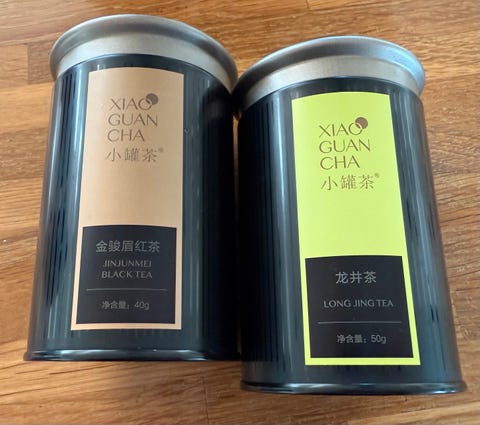 XIAO
GUAN
CHA
小罐茶®
金骏眉红茶
JINJUNMEI
BLACK TEA
净含量：40g
XIAO
GUAN
CHA
小罐茶®
龙井茶
LONG JING TEA
净含量：50g